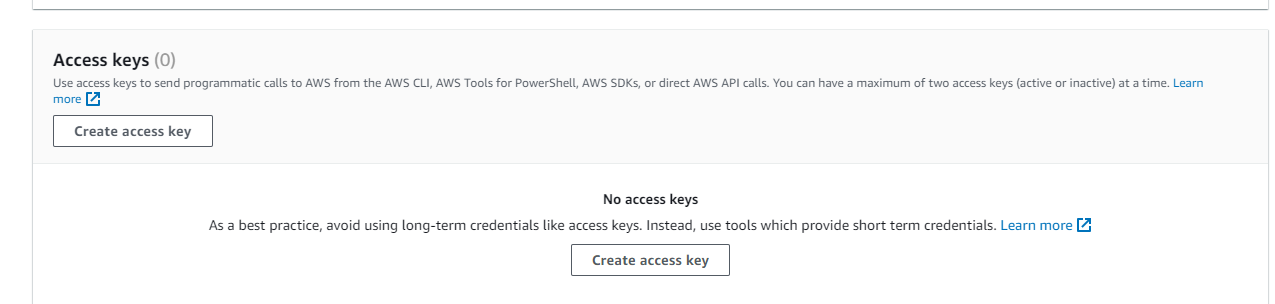 Access keys (0)
Use access keys to send programmatic calls to AWS from the AWS CLI, AWS Tools for PowerShell, AWS SDKs, or direct AWS API calls. You can have a maximum of two access keys (active or inactive) at a time. Learn
more
Create access key
No access keys
As a best practice, avoid using long-term credentials like access keys. Instead, use tools which provide short term credentials. Learn more
Create access key